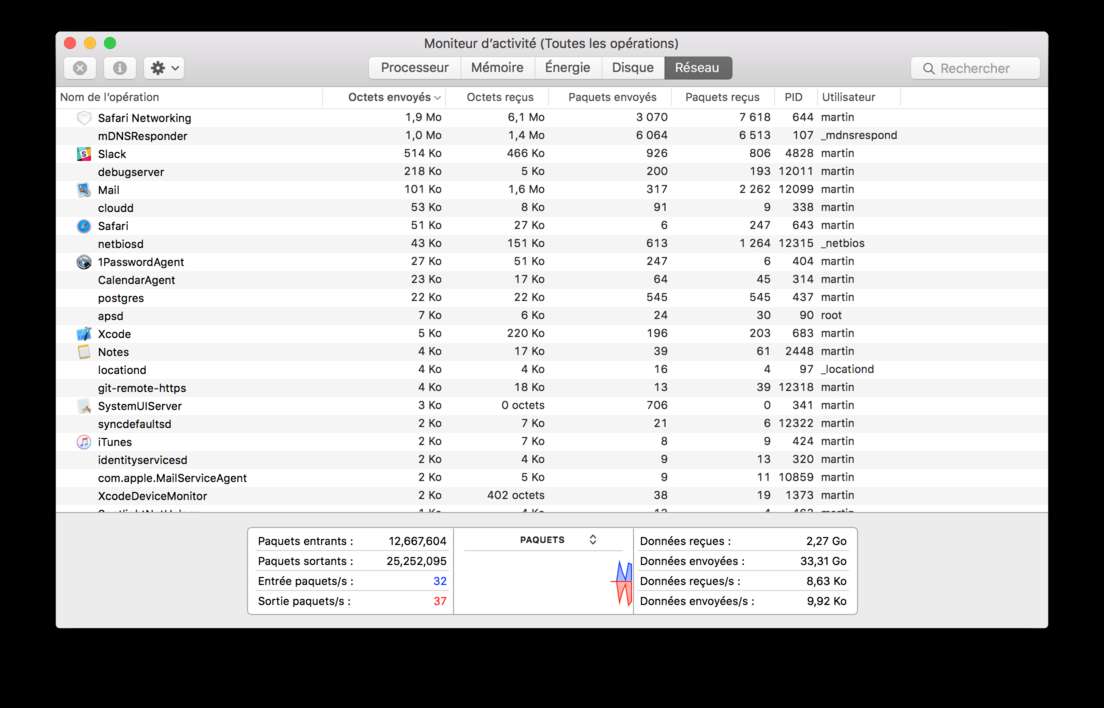 Moniteur d’activité (Toutes les opérations)
Processeur Mémoire Énergie Disque Réseau Rechercher
Nom de l’opération Octets envoyés Octets reçus Paquets envoyés Paquets reçus PID Utilisateur
Safari Networking 1,9 Mo 6,1 Mo 3 070 7 618 644 martin
mDNSResponder 1,0 Mo 1,4 Mo 6 064 6 513 107 _mdnsrespond
Slack 514 Ko 466 Ko 926 806 4828 martin
debugserver 218 Ko 5 Ko 200 193 12011 martin
Mail 101 Ko 1,6 Mo 317 2 262 12099 martin
cloudd 53 Ko 8 Ko 91 9 338 martin
Safari 51 Ko 27 Ko 6 247 643 martin
netbiosd 43 Ko 151 Ko 613 1 264 12315 _netbios
1PasswordAgent 27 Ko 51 Ko 247 6 404 martin
CalendarAgent 23 Ko 17 Ko 64 45 314 martin
postgres 22 Ko 22 Ko 545 545 437 martin
apsd 7 Ko 6 Ko 24 30 90 root
Xcode 5 Ko 220 Ko 196 203 683 martin
Notes 4 Ko 17 Ko 39 61 2448 martin
locationd 4 Ko 4 Ko 16 4 97 _locationd
git-remote-https 4 Ko 18 Ko 13 39 12318 martin
SystemUIServer 3 Ko 0 octets 706 0 341 martin
syncdefaultsd 2 Ko 7 Ko 21 6 12322 martin
iTunes 2 Ko 7 Ko 8 9 424 martin
identityservicesd 2 Ko 4 Ko 9 13 320 martin
com.apple.MailServiceAgent 2 Ko 5 Ko 9 11 10859 martin
XcodeDeviceMonitor 2 Ko 402 octets 38 19 1373 martin
Paquets entrants : 12,667,604 PAQUETS Données reçues : 2,27 Go
Paquets sortants : 25,252,095 Données envoyées : 33,31 Go
Entrée paquets/s : 32 Données reçues/s : 8,63 Ko
Sortie paquets/s : 37 Données envoyées/s : 9,92 Ko